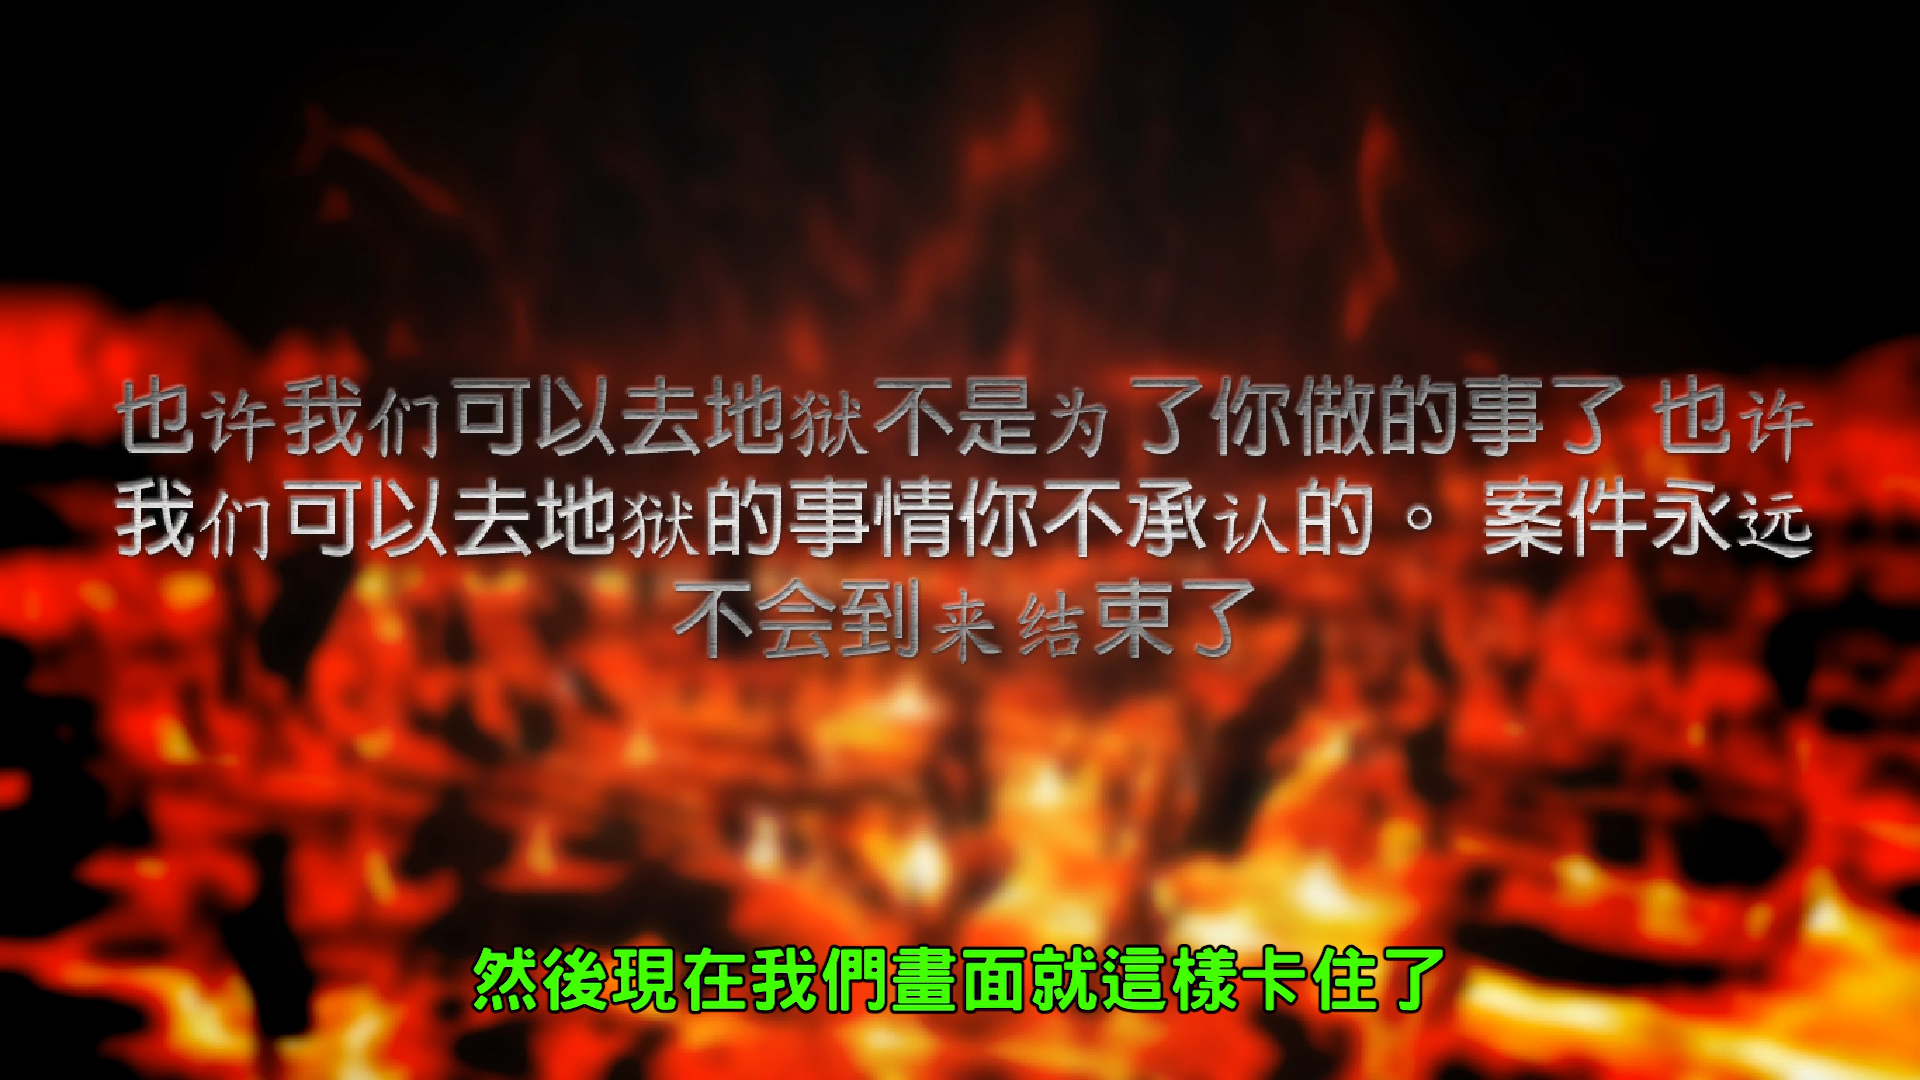 也许我们可以去地狱不是为了你做的事了 也许
我们可以去地狱的事情你不承认的。 案件永远
不会到来结束了
然後現在我們畫面就這樣卡住了